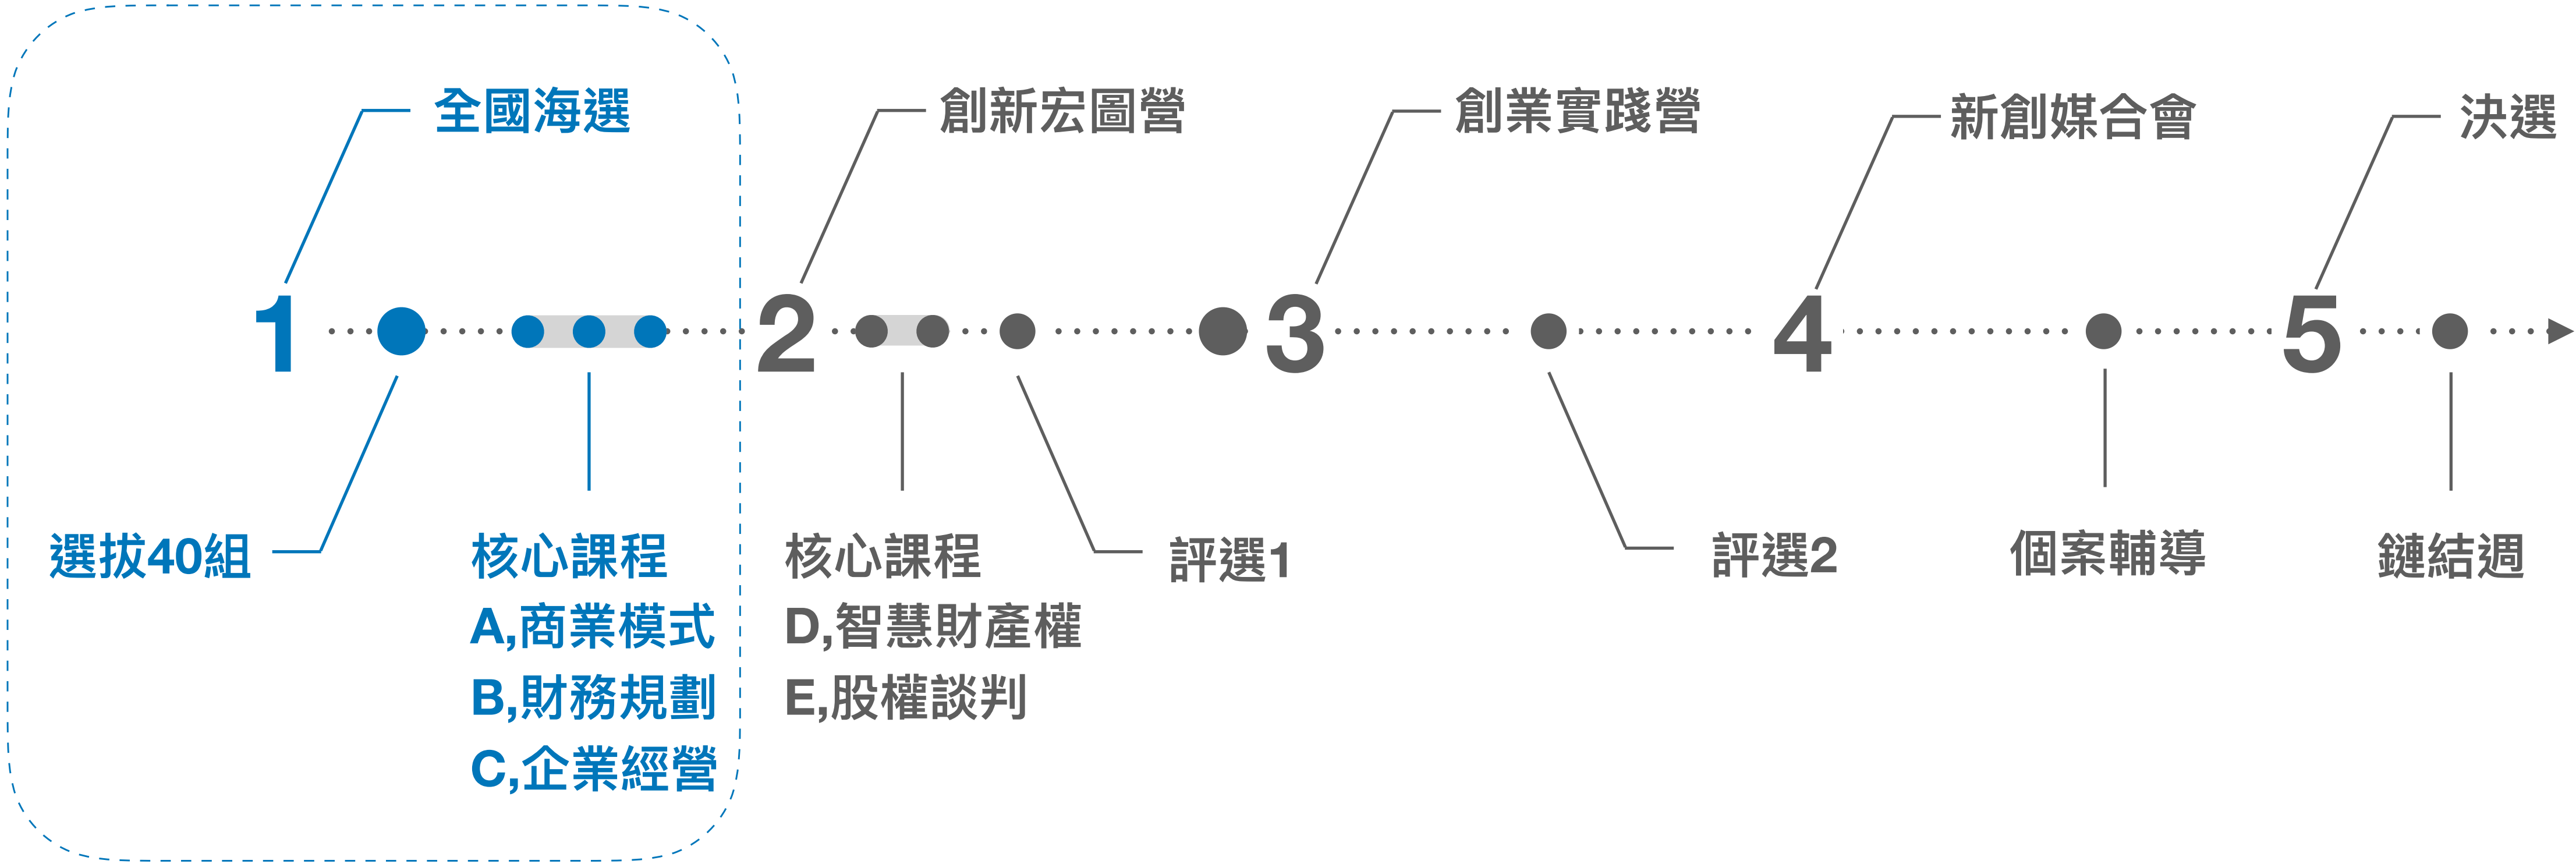 全國海選
創新宏圖營
創業實踐營
新創媒合會
決選
1
2
3
4
5
選拔40組
核心課程
A,商業模式
B,財務規劃
C,企業經營
核心課程
D,智慧財產權
E,股權談判
評選1
評選2
個案輔導
鏈結週